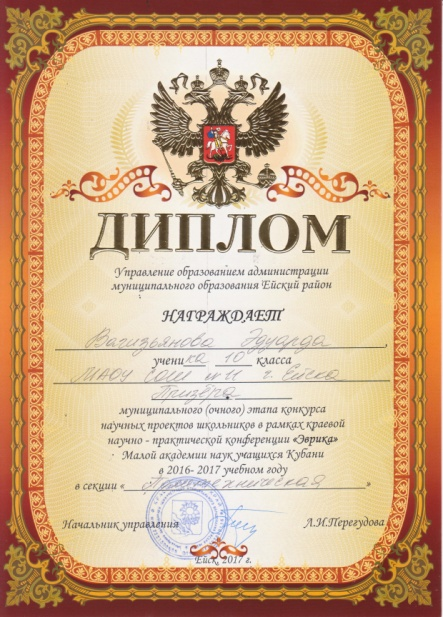 ДИПЛОМ
Управление образованием администрации
муниципального образования Ейский район
НАГРАЖДАЕТ
Вагизьянова Эдуарда,
ученика 10 класса
МАОУ СОШ №11 г. Ейска
Призёра
муниципального (очного) этапа конкурса
научных проектов школьников в рамках краевой
научно - практической конференции «Эврика»
Малой академии наук учащихся Кубани
в 2016- 2017 учебном году
в секции «Политехническая»
Начальник управления Л.И.Перегудова
Ейск, 2017 г.